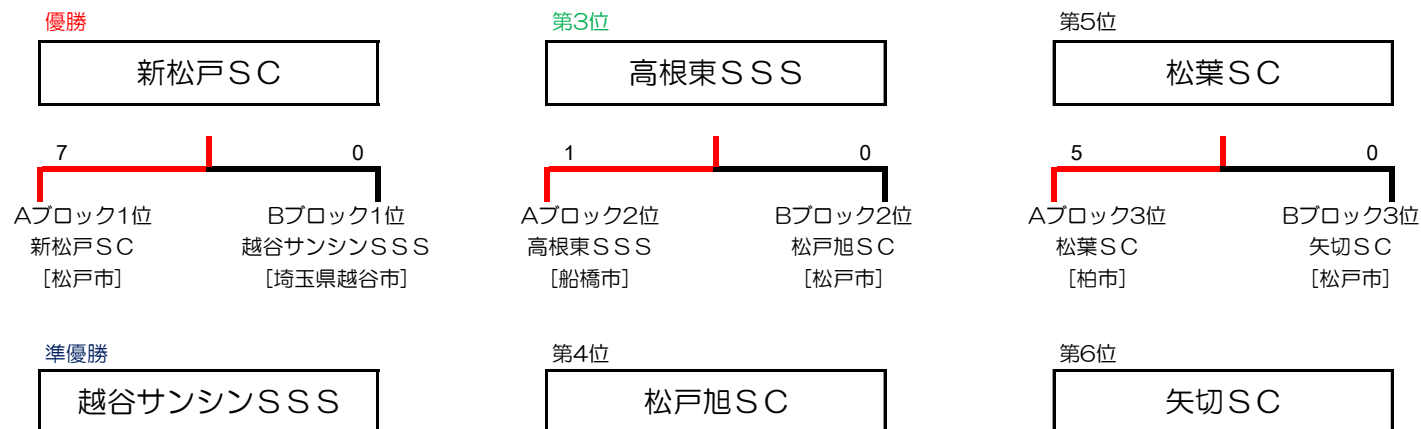 優勝
第3位
第5位
新松戸ＳＣ
高根東ＳＳＳ
松葉ＳＣ
7 0
1 0
5 0
Aブロック1位 Bブロック1位
新松戸ＳＣ 越谷サンシンＳＳＳ
[松戸市] [埼玉県越谷市]
Aブロック2位 Bブロック2位
高根東ＳＳＳ 松戸旭ＳＣ
[船橋市] [松戸市]
Aブロック3位 Bブロック3位
松葉ＳＣ 矢切ＳＣ
[柏市] [松戸市]
準優勝
第4位
第6位
越谷サンシンＳＳＳ
松戸旭ＳＣ
矢切ＳＣ